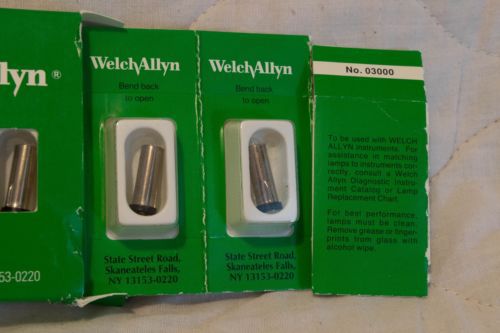 llyn®
3153-0220
WelchAllyn
Bend back
to open
State Street Road,
Skaneateles Falls,
NY 13153-0220
WelchAllyn
Bend back
to open
State Street Road,
Skaneateles Falls,
NY 13153-0220
No. 03000
To be used with WELCH
ALLYN instruments. For
assistance in matching
lamps to instruments cor-
rectly, consult a Welch
Allyn Diagnostic Instru-
ment Catalog or Lamp
Replacement Chart.
For best performance,
lamps must be clean.
Remove grease or finger-
prints from glass with
alcohol wipe.